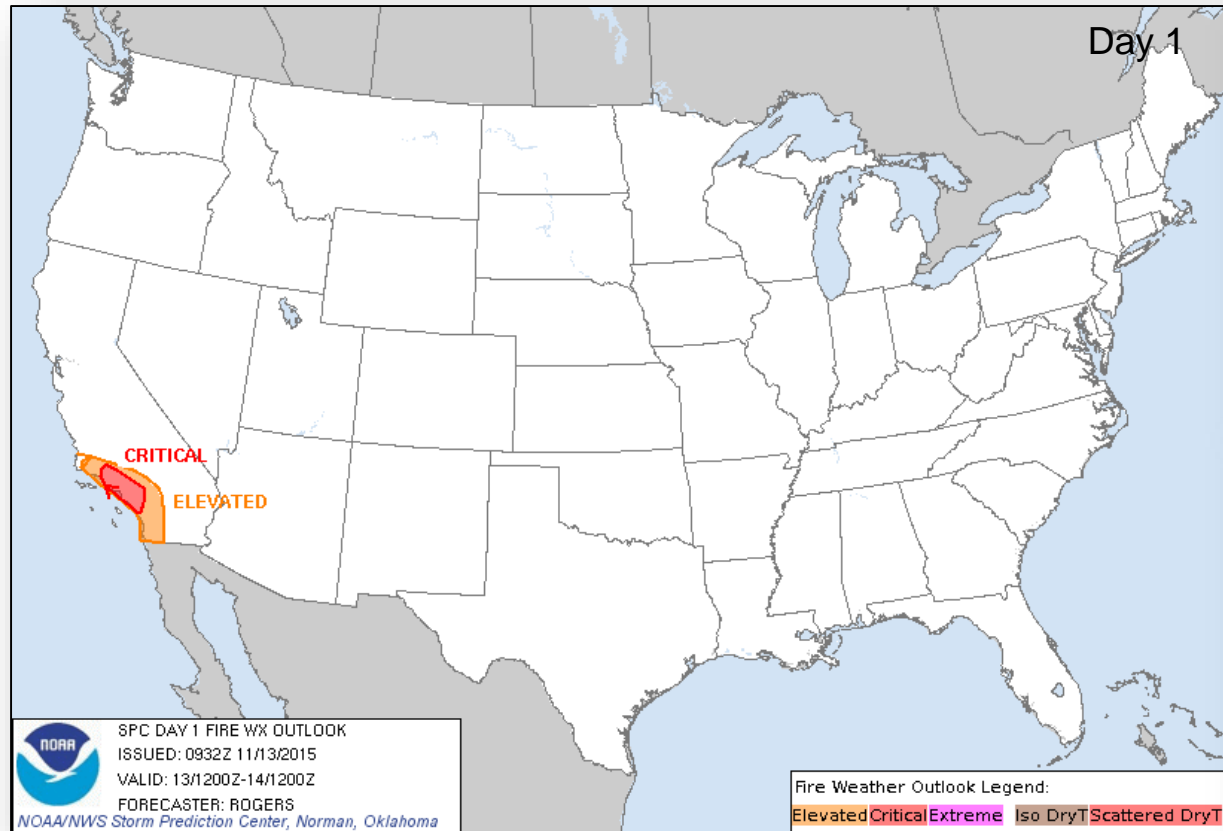 Day 1
CRITICAL
ELEVATED
NOAA
SPC DAY 1 FIRE WX OUTLOOK
ISSUED: 0932Z 11/13/2015
VALID: 13/1200Z-14/1200Z
FORECASTER: ROGERS
NOAA/NWS Storm Prediction Center, Norman, Oklahoma
Fire Weather Outlook Legend:
Elevated Critical Extreme Iso DryT Scattered DryT